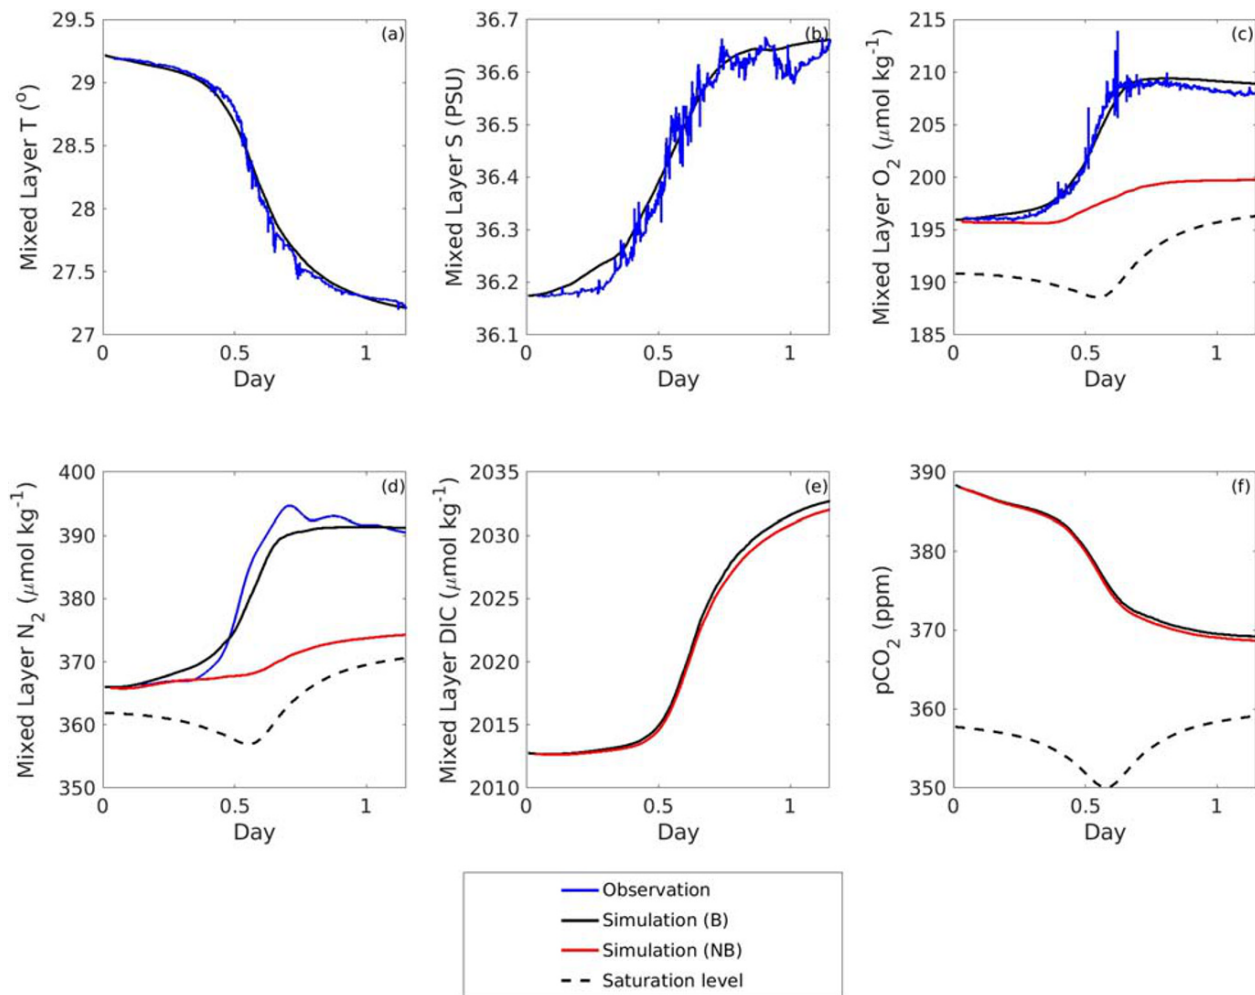 (a)
Mixed Layer T (°)
29.5
29
28.5
28
27.5
27
0
0.5
1
Day
(b)
Mixed Layer S (PSU)
36.7
36.6
36.5
36.4
36.3
36.2
36.1
0
0.5
1
Day
(c)
Mixed Layer O2 (μmol kg-1)
215
210
205
200
195
190
185
0
0.5
1
Day
(d)
Mixed Layer N2 (μmol kg-1)
400
390
380
370
360
350
0
0.5
1
Day
(e)
Mixed Layer DIC (μmol kg-1)
2035
2030
2025
2020
2015
2010
0
0.5
1
Day
(f)
pCO2 (ppm)
390
380
370
360
350
0
0.5
1
Day
Observation
Simulation (B)
Simulation (NB)
Saturation level